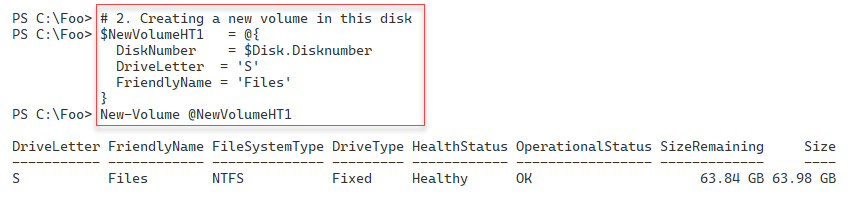 PS C:\Foo> # 2. Creating a new volume in this disk
PS C:\Foo> $NewVolumeHT1   = @{
             DiskNumber    = $Disk.Disknumber
             DriveLetter  = 'S'
             FriendlyName = 'Files'
           }
PS C:\Foo> New-Volume @NewVolumeHT1
DriveLetter FriendlyName FileSystemType DriveType HealthStatus OperationalStatus SizeRemaining     Size
----------- ------------ -------------- --------- ------------ ----------------- -------------     ----
S           Files        NTFS           Fixed     Healthy      OK                     63.84 GB 63.98 GB